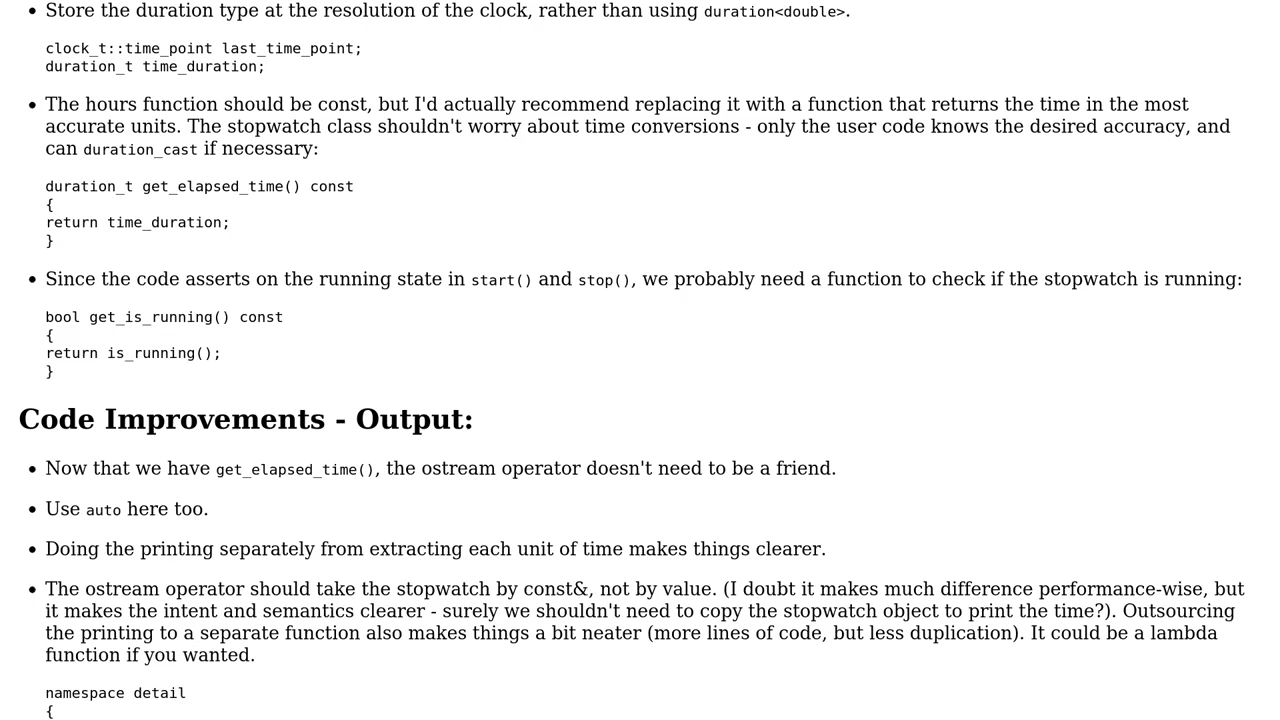 • Store the duration type at the resolution of the clock, rather than using duration<double>.
clock_t::time_point last_time_point;
duration_t time_duration;
• The hours function should be const, but I'd actually recommend replacing it with a function that returns the time in the most
accurate units. The stopwatch class shouldn't worry about time conversions - only the user code knows the desired accuracy, and
can duration_cast if necessary:
duration_t get_elapsed_time() const
{
return time_duration;
}
• Since the code asserts on the running state in start() and stop(), we probably need a function to check if the stopwatch is running:
bool get_is_running() const
{
return is_running();
}
Code Improvements - Output:
• Now that we have get_elapsed_time(), the ostream operator doesn't need to be a friend.
• Use auto here too.
• Doing the printing separately from extracting each unit of time makes things clearer.
• The ostream operator should take the stopwatch by const&, not by value. (I doubt it makes much difference performance-wise, but
it makes the intent and semantics clearer - surely we shouldn't need to copy the stopwatch object to print the time?). Outsourcing
the printing to a separate function also makes things a bit neater (more lines of code, but less duplication). It could be a lambda
function if you wanted.
namespace detail
{